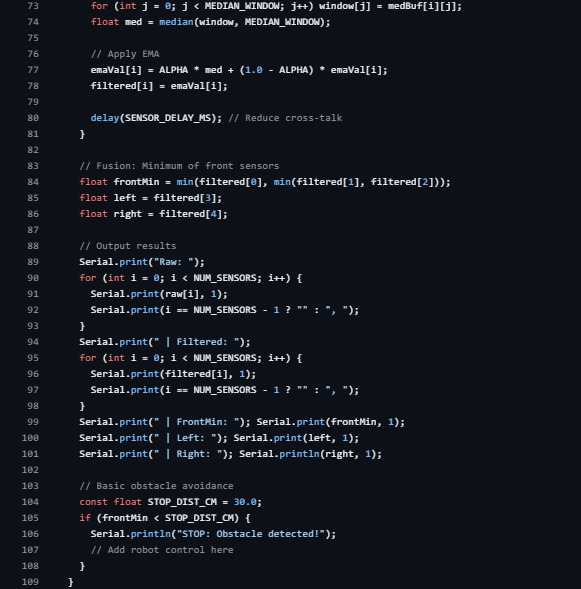 73 for (int j = 0; j < MEDIAN_WINDOW; j++) window[j] = medBuf[i][j];
74 float med = median(window, MEDIAN_WINDOW);
75
76 // Apply EMA
77 emaVal[i] = ALPHA * med + (1.0 - ALPHA) * emaVal[i];
78 filtered[i] = emaVal[i];
79
80 delay(SENSOR_DELAY_MS); // Reduce cross-talk
81 }
82
83 // Fusion: Minimum of front sensors
84 float frontMin = min(filtered[0], min(filtered[1], filtered[2]));
85 float left = filtered[3];
86 float right = filtered[4];
87
88 // Output results
89 Serial.print("Raw: ");
90 for (int i = 0; i < NUM_SENSORS; i++) {
91 Serial.print(raw[i], 1);
92 Serial.print(i == NUM_SENSORS - 1 ? "" : ", ");
93 }
94 Serial.print(" | Filtered: ");
95 for (int i = 0; i < NUM_SENSORS; i++) {
96 Serial.print(filtered[i], 1);
97 Serial.print(i == NUM_SENSORS - 1 ? "" : ", ");
98 }
99 Serial.print(" | FrontMin: "); Serial.print(frontMin, 1);
100 Serial.print(" | Left: "); Serial.print(left, 1);
101 Serial.print(" | Right: "); Serial.println(right, 1);
102
103 // Basic obstacle avoidance
104 const float STOP_DIST_CM = 30.0;
105 if (frontMin < STOP_DIST_CM) {
106 Serial.println("STOP: Obstacle detected!");
107 // Add robot control here
108 }
109 }